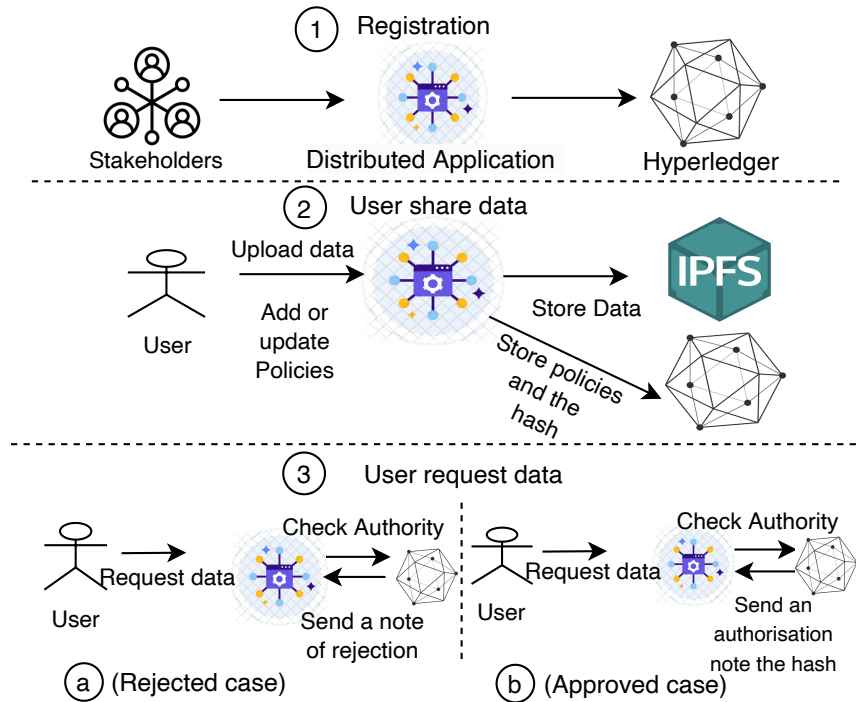 1 Registration
Stakeholders
Distributed Application
Hyperledger
2 User share data
Upload data
Add or
update
Policies
User
IPFS
Store Data
Store policies
and the
hash
3 User request data
Check Authority
Request data
User
Send a note
of rejection
a (Rejected case)
Check Authority
Request data
User
Send an
authorisation
note the hash
b (Approved case)